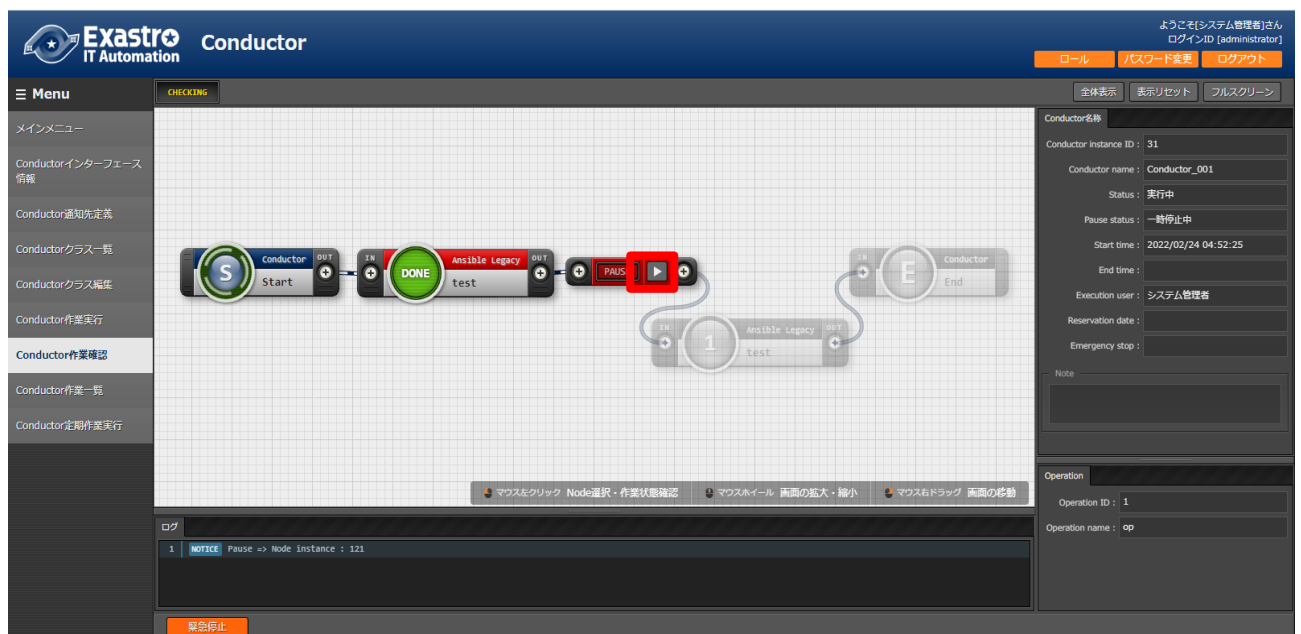 Exastro
IT Automation
Conductor
ようこそ[システム管理者]さん
ログインID [administrator]
ロール パスワード変更 ログアウト
☰ Menu
メインメニュー
Conductorインターフェース
情報
Conductor通知先定義
Conductorクラス一覧
Conductorクラス編集
Conductor作業実行
Conductor作業確認
Conductor作業一覧
Conductor定期作業実行
CHECKING
全体表示 表示リセット フルスクリーン
S
Conductor
Start
OUT
IN
DONE
Ansible Legacy
test
OUT
PAUS
IN
1
Ansible Legacy
test
OUT
IN
E
Conductor
End
マウス左クリック Node選択・作業状態確認 マウスホイール 画面の拡大・縮小 マウス右ドラッグ 画面の移動
ログ
1 NOTICE Pause => Node instance : 121
緊急停止
Conductor名称
Conductor instance ID : 31
Conductor name : Conductor_001
Status : 実行中
Pause status : 一時停止中
Start time : 2022/02/24 04:52:25
End time :
Execution user : システム管理者
Reservation date :
Emergency stop :
Note
Operation
Operation ID : 1
Operation name : op